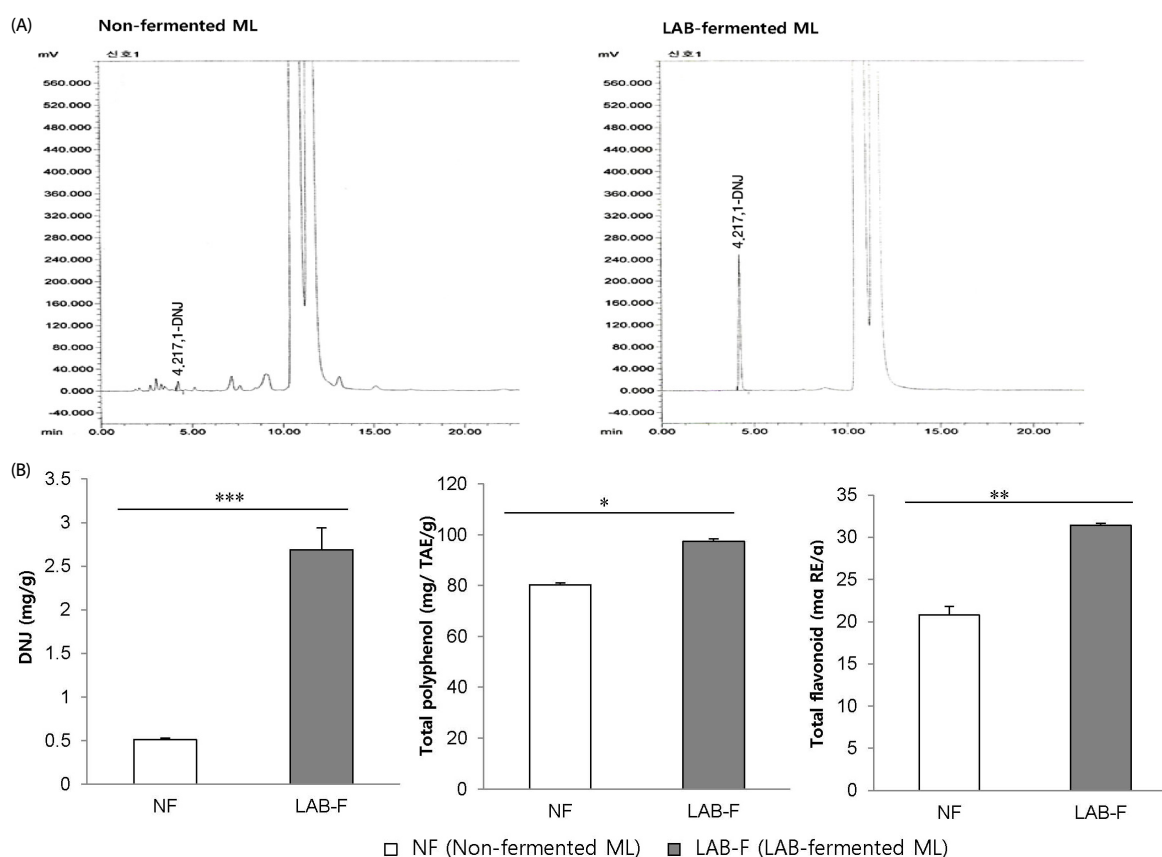 (A)
Non-fermented ML
LAB-fermented ML
mV
신호1
560.000
520.000
480.000
440.000
400.000
360.000
320.000
280.000
240.000
200.000
160.000
120.000
80.000
40.000
0.000
-40.000
4.217,1-DNJ
min
0.00
5.00
10.00
15.00
20.00
mV
신호1
560.000
520.000
480.000
440.000
400.000
360.000
320.000
280.000
240.000
200.000
160.000
120.000
80.000
40.000
0.000
-40.000
4.217,1-DNJ
min
0.00
5.00
10.00
15.00
20.00
(B)
DNJ (mg/g)
3.5
3
2.5
2
1.5
1
0.5
0
***
NF
LAB-F
Total polyphenol (mg/ TAE/g)
120
100
80
60
40
20
0
*
NF
LAB-F
Total flavonoid (mg RE/g)
35
30
25
20
15
10
5
0
**
NF
LAB-F
NF (Non-fermented ML)
LAB-F (LAB-fermented ML)